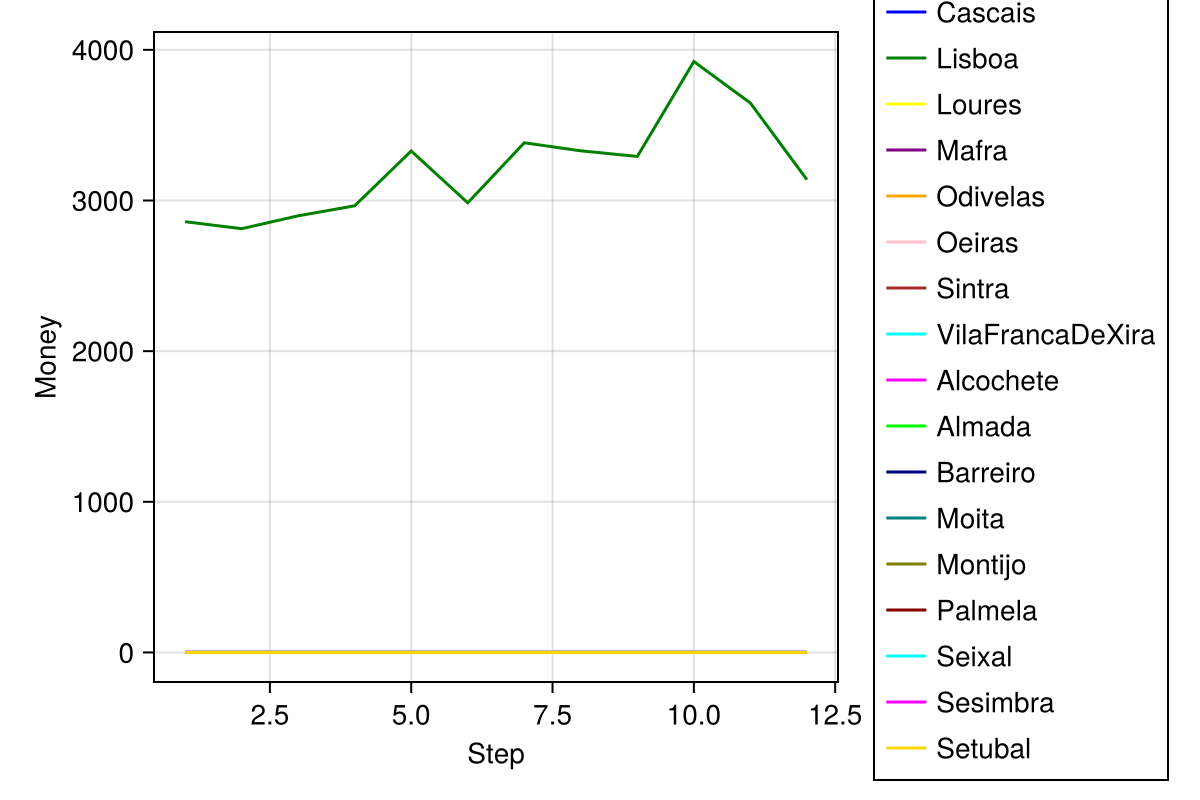 4000
3000
2000
1000
0
Money
2.5 5.0 7.5 10.0 12.5
Step
Cascais
Lisboa
Loures
Mafra
Odivelas
Oeiras
Sintra
VilaFrancaDeXira
Alcochete
Almada
Barreiro
Moita
Montijo
Palmela
Seixal
Sesimbra
Setubal